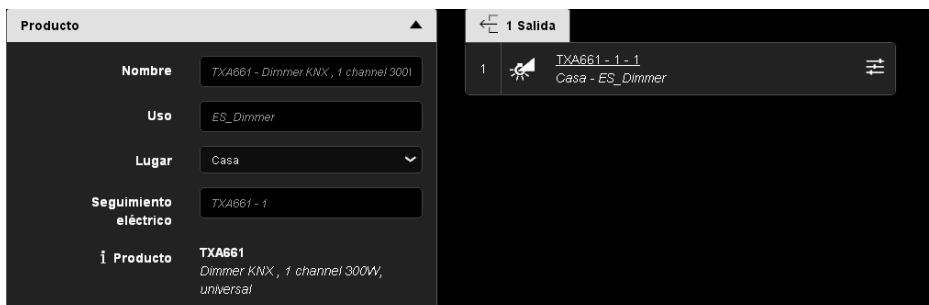 Producto
Nombre
TXA661 - Dimmer KNX , 1 channel 300
Uso
ES_Dimmer
Lugar
Casa
Seguimiento
eléctrico
TXA661 - 1
i Producto
TXA661
Dimmer KNX , 1 channel 300W,
universal
1 Salida
1
TXA661 - 1 - 1
Casa - ES_Dimmer